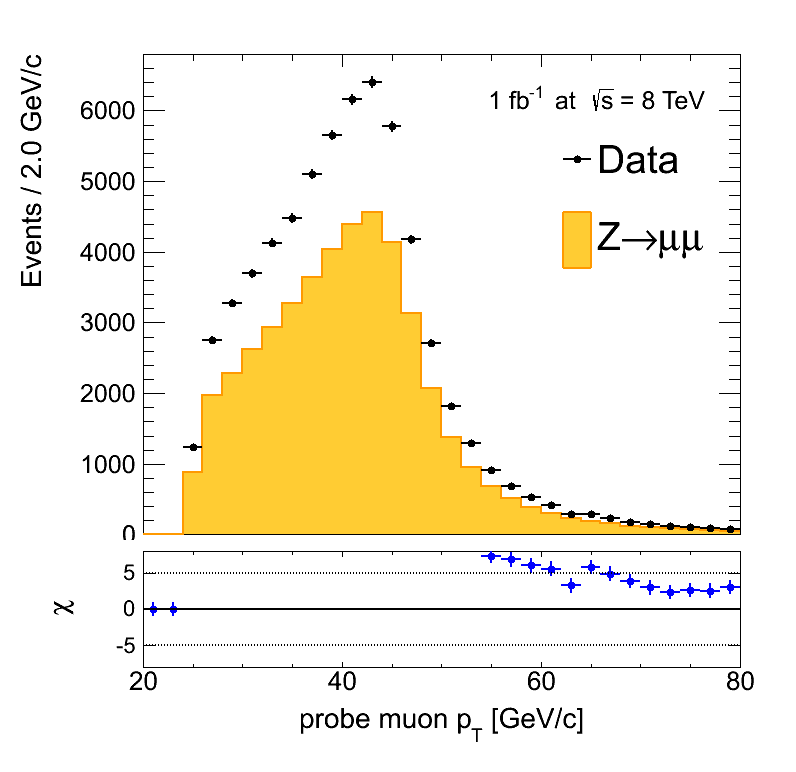 Events / 2.0 GeV/c
6000
5000
4000
3000
2000
1000
0
1 fb⁻¹ at √s = 8 TeV
Data
Z→μμ
χ
5
0
-5
20 40 60 80
probe muon p_T [GeV/c]